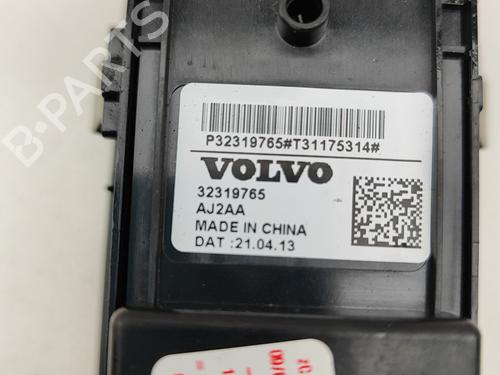 P32319765#T31175314#
VOLVO
32319765
AJ2AA
MADE IN CHINA
DAT :21.04.13
B-PARTS